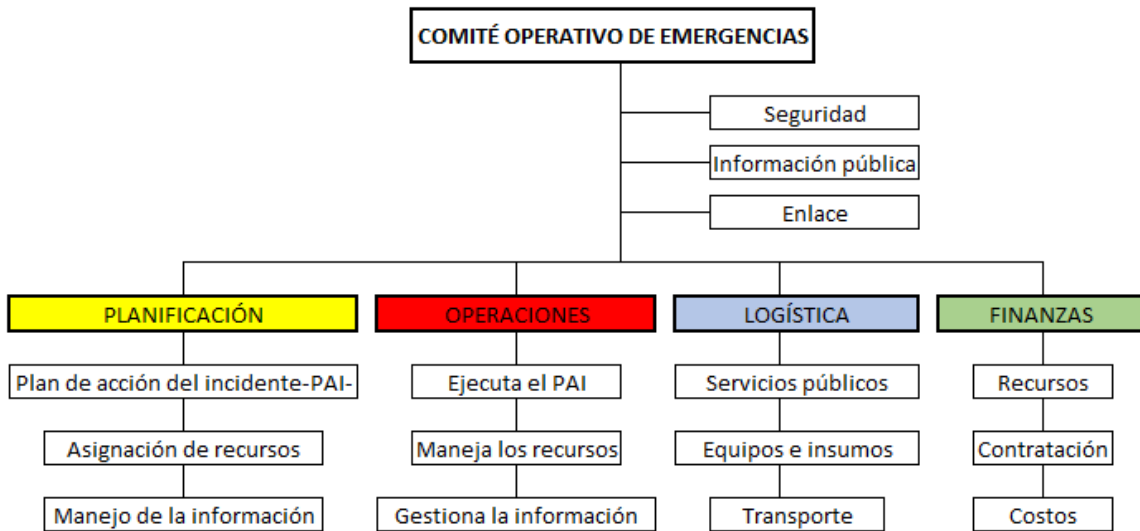 COMITÉ OPERATIVO DE EMERGENCIAS
Seguridad
Información pública
Enlace
PLANIFICACIÓN
OPERACIONES
LOGÍSTICA
FINANZAS
Plan de acción del incidente-PAI-
Ejecuta el PAI
Servicios públicos
Recursos
Asignación de recursos
Maneja los recursos
Equipos e insumos
Contratación
Manejo de la información
Gestiona la información
Transporte
Costos